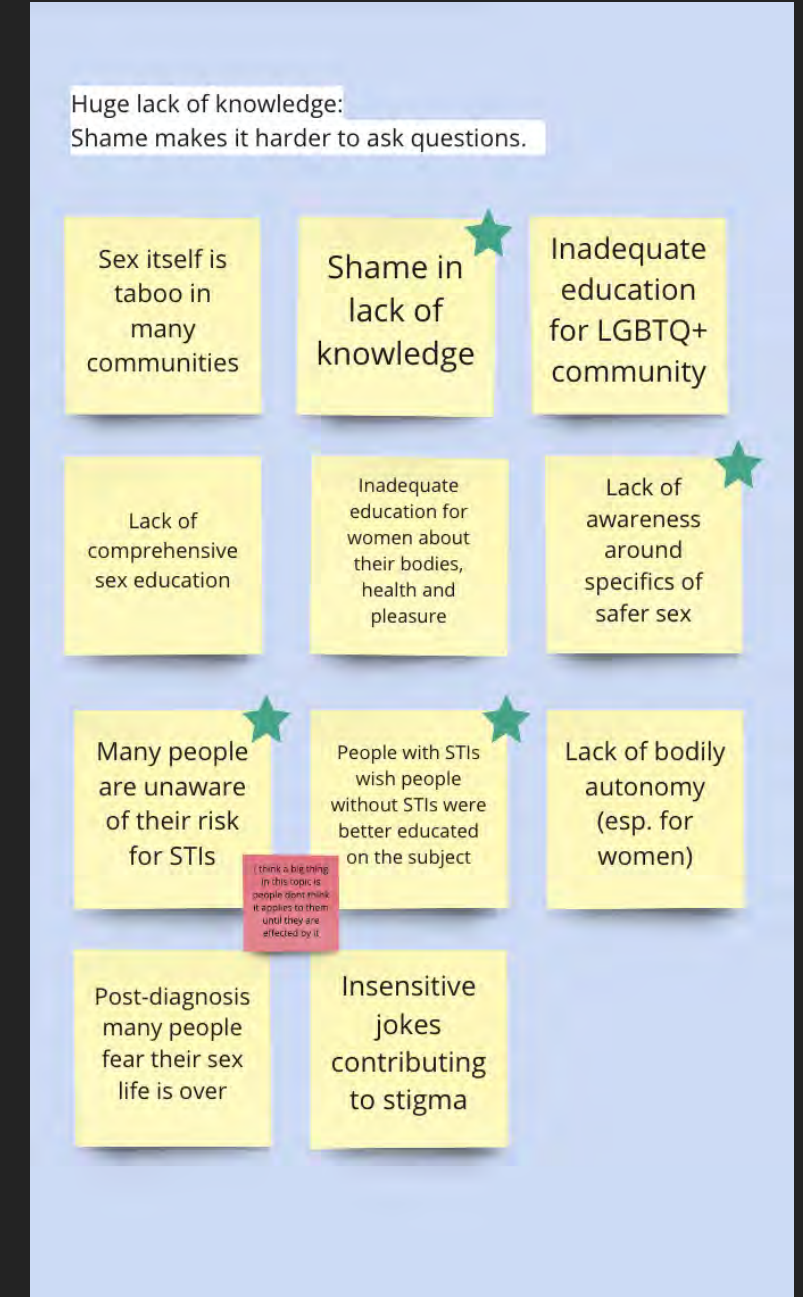 Huge lack of knowledge:
Shame makes it harder to ask questions.
Sex itself is
taboo in
many
communities
Shame in
lack of
knowledge
Inadequate
education
for LGBTQ+
community
Lack of
comprehensive
sex education
Inadequate
education for
women about
their bodies,
health and
pleasure
Lack of
awareness
around
specifics of
safer sex
Many people
are unaware
of their risk
for STIs
People with STIs
wish people
without STIs were
better educated
on the subject
Lack of bodily
autonomy
(esp. for
women)
I think a big thing
in this topic is
people dont think
it applies to them
until they are
effected by it
Post-diagnosis
many people
fear their sex
life is over
Insensitive
jokes
contributing
to stigma